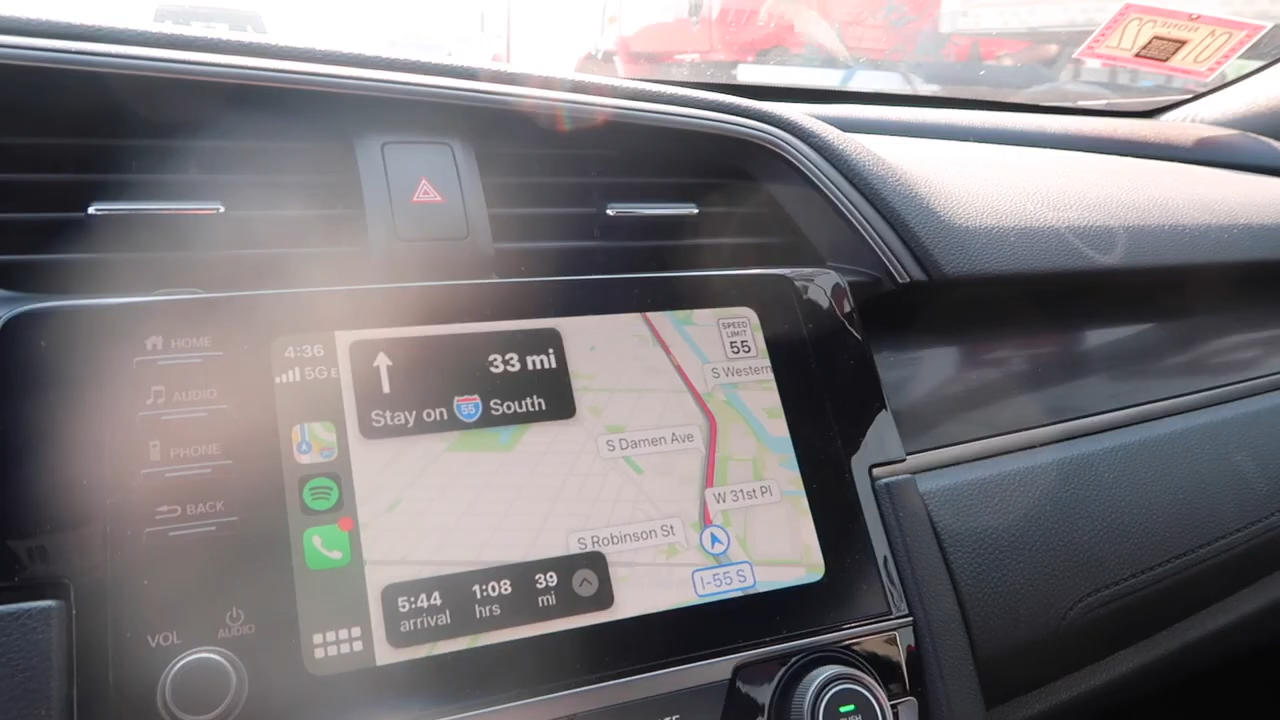 HOME
AUDIO
PHONE
BACK
VOL
AUDIO
4:36
5G E
33 mi
Stay on 55 South
SPEED
LIMIT
55
S Western
S Damen Ave
W 31st Pl
S Robinson St
I-55 S
5:44 1:08 39
arrival hrs mi
PUSH